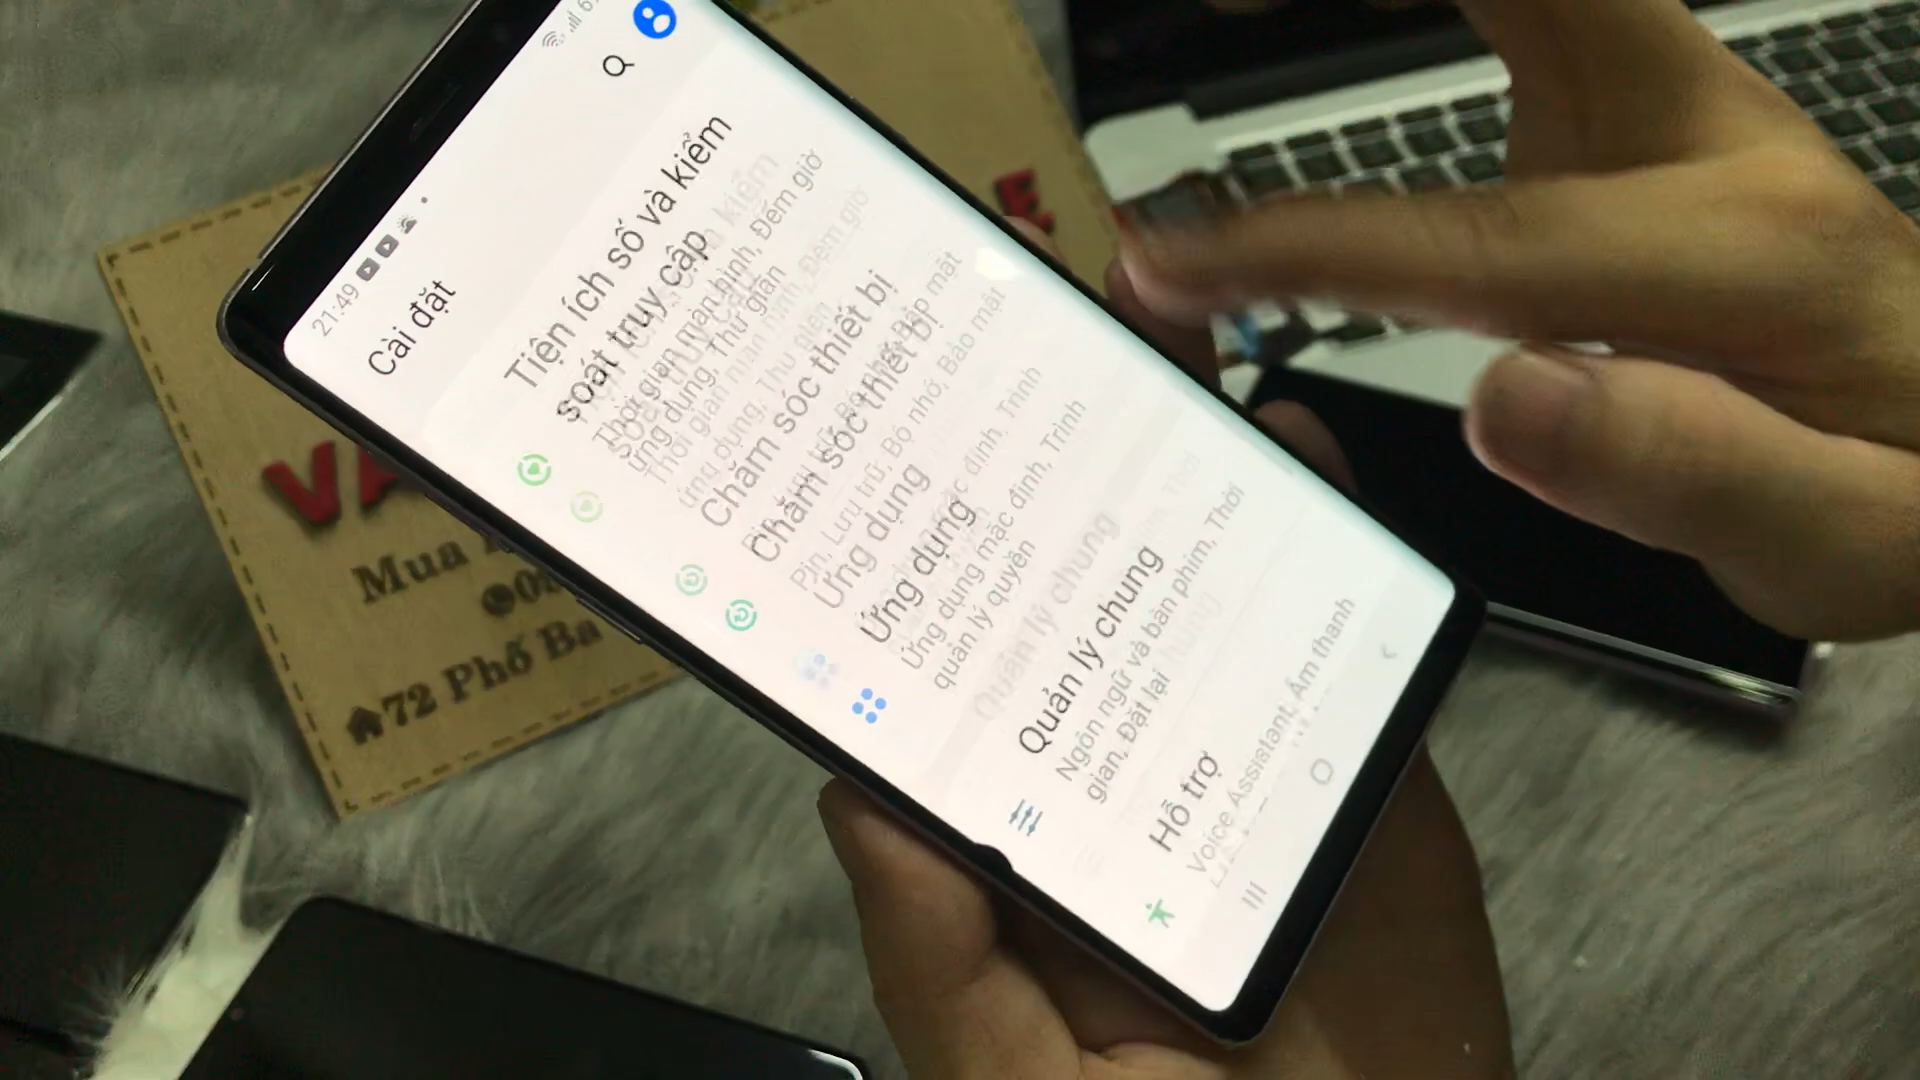 21:49
Cài đặt
Tiện ích số và kiểm
soát truy cập
Thời gian màn hình, Đếm giờ
ứng dụng, Thư giãn
Chăm sóc thiết bị
Pin, Lưu trữ, Bộ nhớ, Bảo mật
Ứng dụng
Ứng dụng mặc định, Trình
quản lý quyền
Quản lý chung
Ngôn ngữ và bàn phím, Thời
gian, Đặt lại
Hỗ trợ
Voice Assistant, Âm thanh
VA
E
Mua
72 Phố Ba